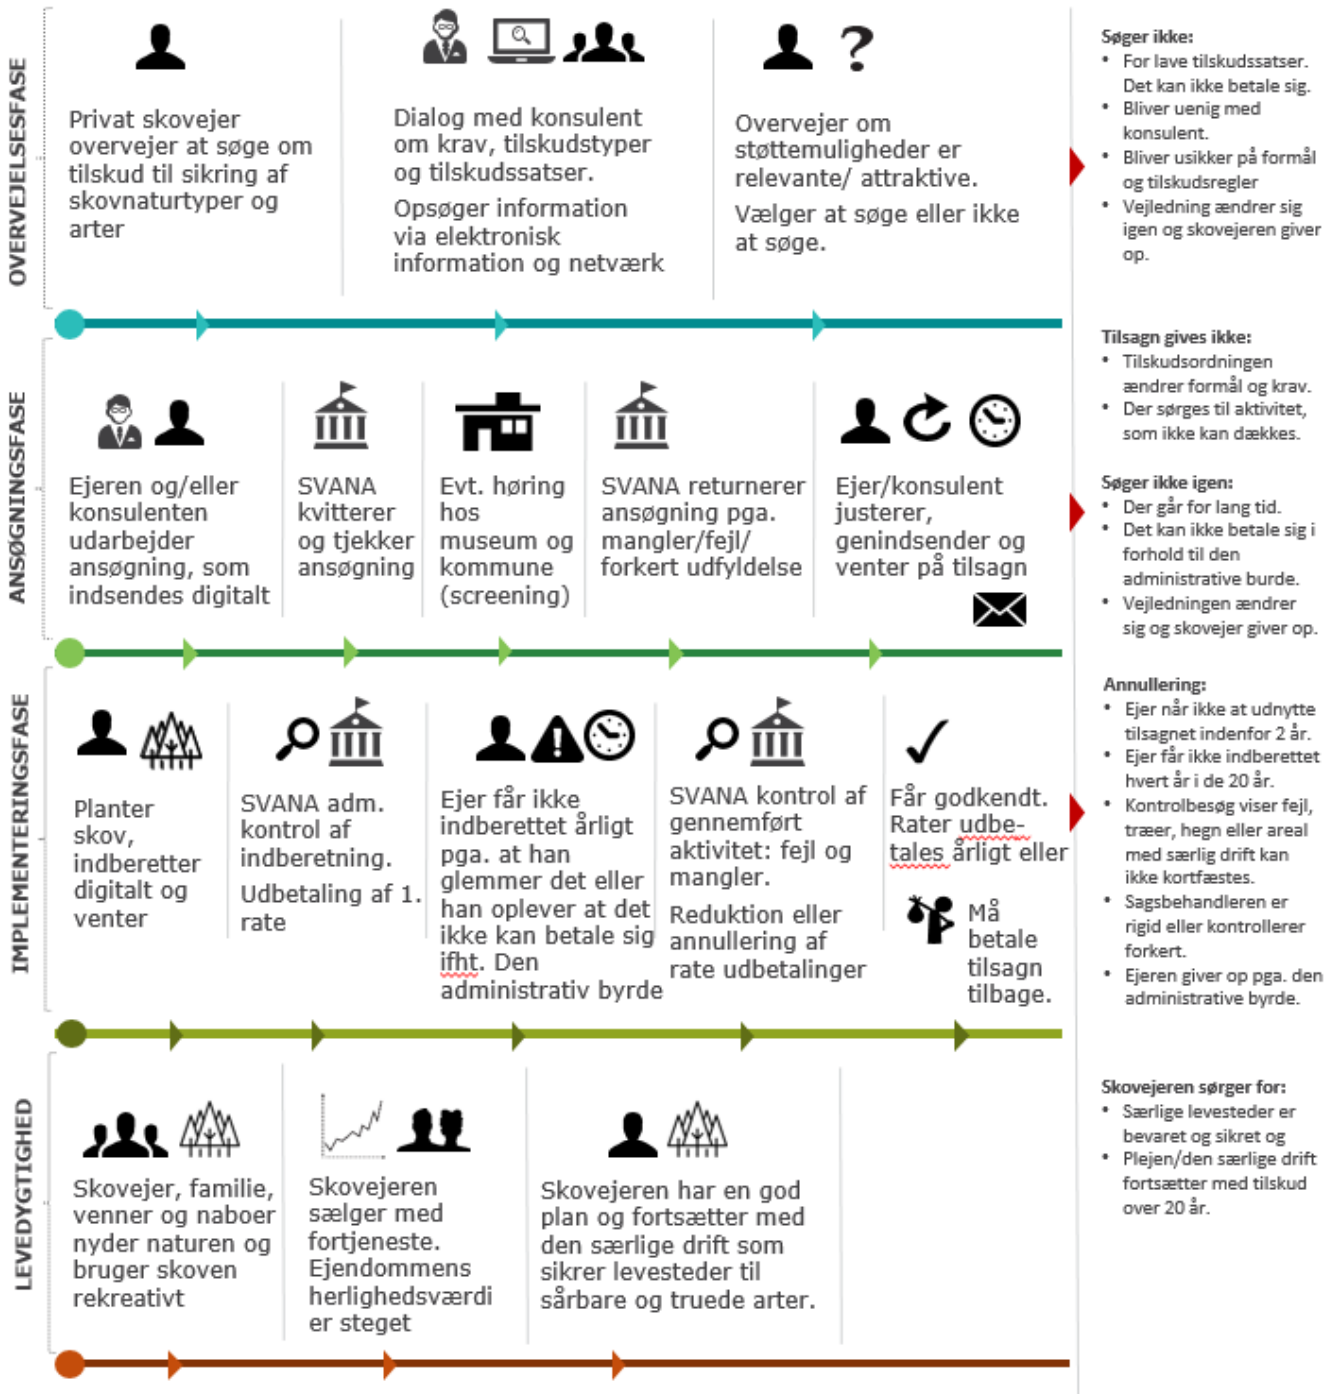 OVERVEJELSESFASE
Privat skovejer
overvejer at søge om
tilskud til sikring af
skovnaturtyper og
arter
Dialog med konsulent
om krav, tilskudstyper
og tilskudssatser.
Opsøger information
via elektronisk
information og netværk
?
Overvejer om
støttemuligheder er
relevante/ attraktive.
Vælger at søge eller ikke
at søge.
Søger ikke:
• For lave tilskudssatser.
Det kan ikke betale sig.
• Bliver uenig med
konsulent.
• Bliver usikker på formål
og tilskudsregler
• Vejledning ændrer sig
igen og skovejeren giver
op.
ANSØGNINGSFASE
Ejeren og/eller
konsulenten
udarbejder
ansøgning, som
indsendes digitalt
SVANA
kvitterer
og tjekker
ansøgning
Evt. høring
hos
museum og
kommune
(screening)
SVANA returnerer
ansøgning pga.
mangler/fejl/
forkert udfyldelse
Ejer/konsulent
justerer,
genindsender og
venter på tilsagn
Tilsagn gives ikke:
• Tilskudsordningen
ændrer formål og krav.
• Der sørges til aktivitet,
som ikke kan dækkes.
Søger ikke igen:
• Der går for lang tid.
• Det kan ikke betale sig i
forhold til den
administrative burde.
• Vejledningen ændrer
sig og skovejer giver op.
IMPLEMENTERINGSFASE
Planter
skov,
indberetter
digitalt og
venter
SVANA adm.
kontrol af
indberetning.
Udbetaling af 1.
rate
Ejer får ikke
indberettet årligt
pga. at han
glemmer det eller
han oplever at det
ikke kan betale sig
ifht. Den
administrativ byrde
SVANA kontrol af
gennemført
aktivitet: fejl og
mangler.
Reduktion eller
annullering af
rate udbetalinger
Får godkendt.
Rater udbe-
tales årligt eller
Må
betale
tilsagn
tilbage.
Annullering:
• Ejer når ikke at udnytte
tilsagnet indenfor 2 år.
• Ejer får ikke indberettet
hvert år i de 20 år.
• Kontrolbesøg viser fejl,
træer, hegn eller areal
med særlig drift kan
ikke kortfæstes.
• Sagsbehandleren er
rigid eller kontrollerer
forkert.
• Ejeren giver op pga. den
administrative byrde.
LEVEDYGTIGHED
Skovejer, familie,
venner og naboer
nyder naturen og
bruger skoven
rekreativt
Skovejeren
sælger med
fortjeneste.
Ejendommens
herlighedsværdi
er steget
Skovejeren har en god
plan og fortsætter med
den særlige drift som
sikrer levesteder til
sårbare og truede arter.
Skovejeren sørger for:
• Særlige levesteder er
bevaret og sikret og
• Plejen/den særlige drift
fortsætter med tilskud
over 20 år.